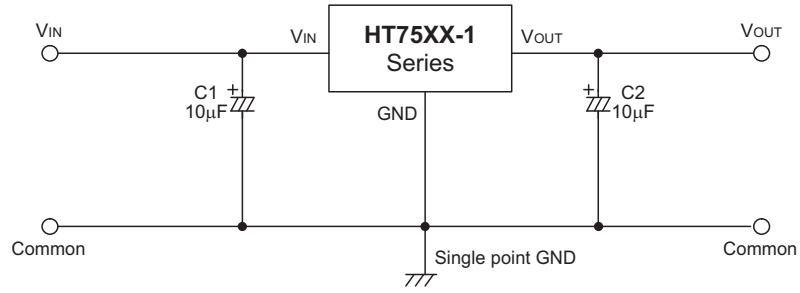 VIN
VIN
HT75XX-1
Series
VOUT
VOUT
C1
10µF
GND
C2
10µF
Common
Single point GND
Common